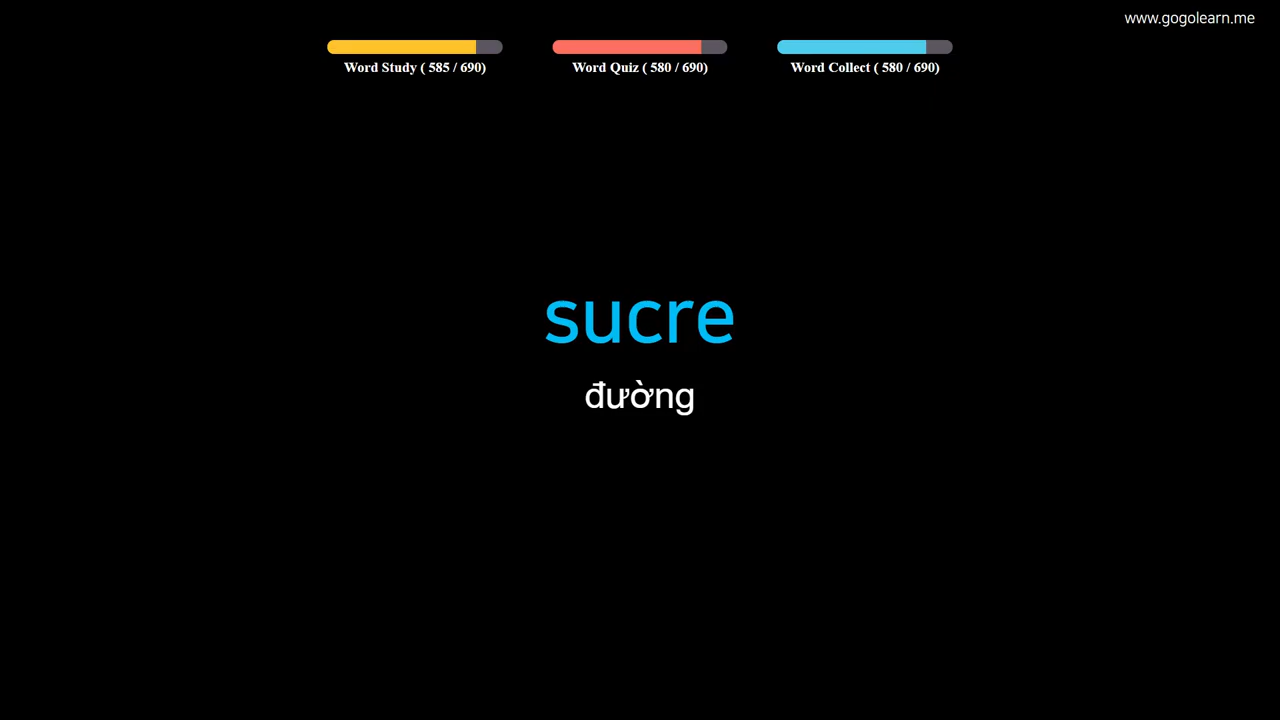 www.gogolearn.me
Word Study ( 585 / 690)
Word Quiz ( 580 / 690)
Word Collect ( 580 / 690)
sucre
đường